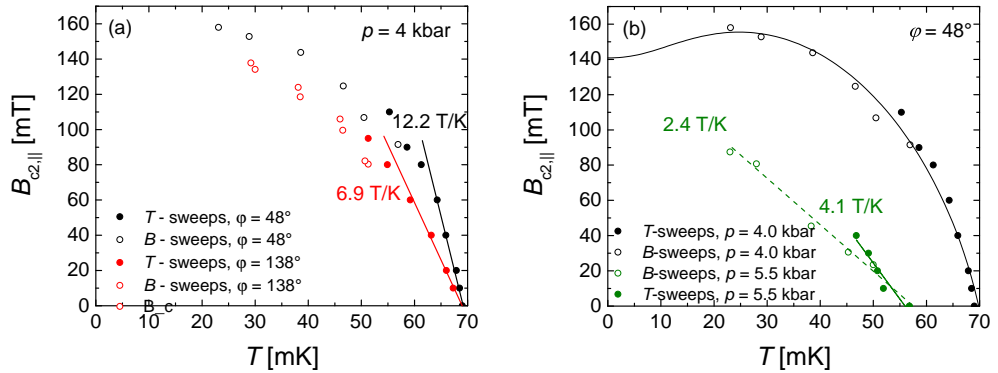 (a)
p = 4 kbar
B_c2,|| [mT]
160
140
120
100
80
60
40
20
0
12.2 T/K
6.9 T/K
T - sweeps, φ = 48°
B - sweeps, φ = 48°
T - sweeps, φ = 138°
B - sweeps, φ = 138°
B_c
0 10 20 30 40 50 60 70
T [mK]
(b)
φ = 48°
B_c2,|| [mT]
160
140
120
100
80
60
40
20
0
2.4 T/K
4.1 T/K
T-sweeps, p = 4.0 kbar
B-sweeps, p = 4.0 kbar
B-sweeps, p = 5.5 kbar
T-sweeps, p = 5.5 kbar
0 10 20 30 40 50 60 70
T [mK]